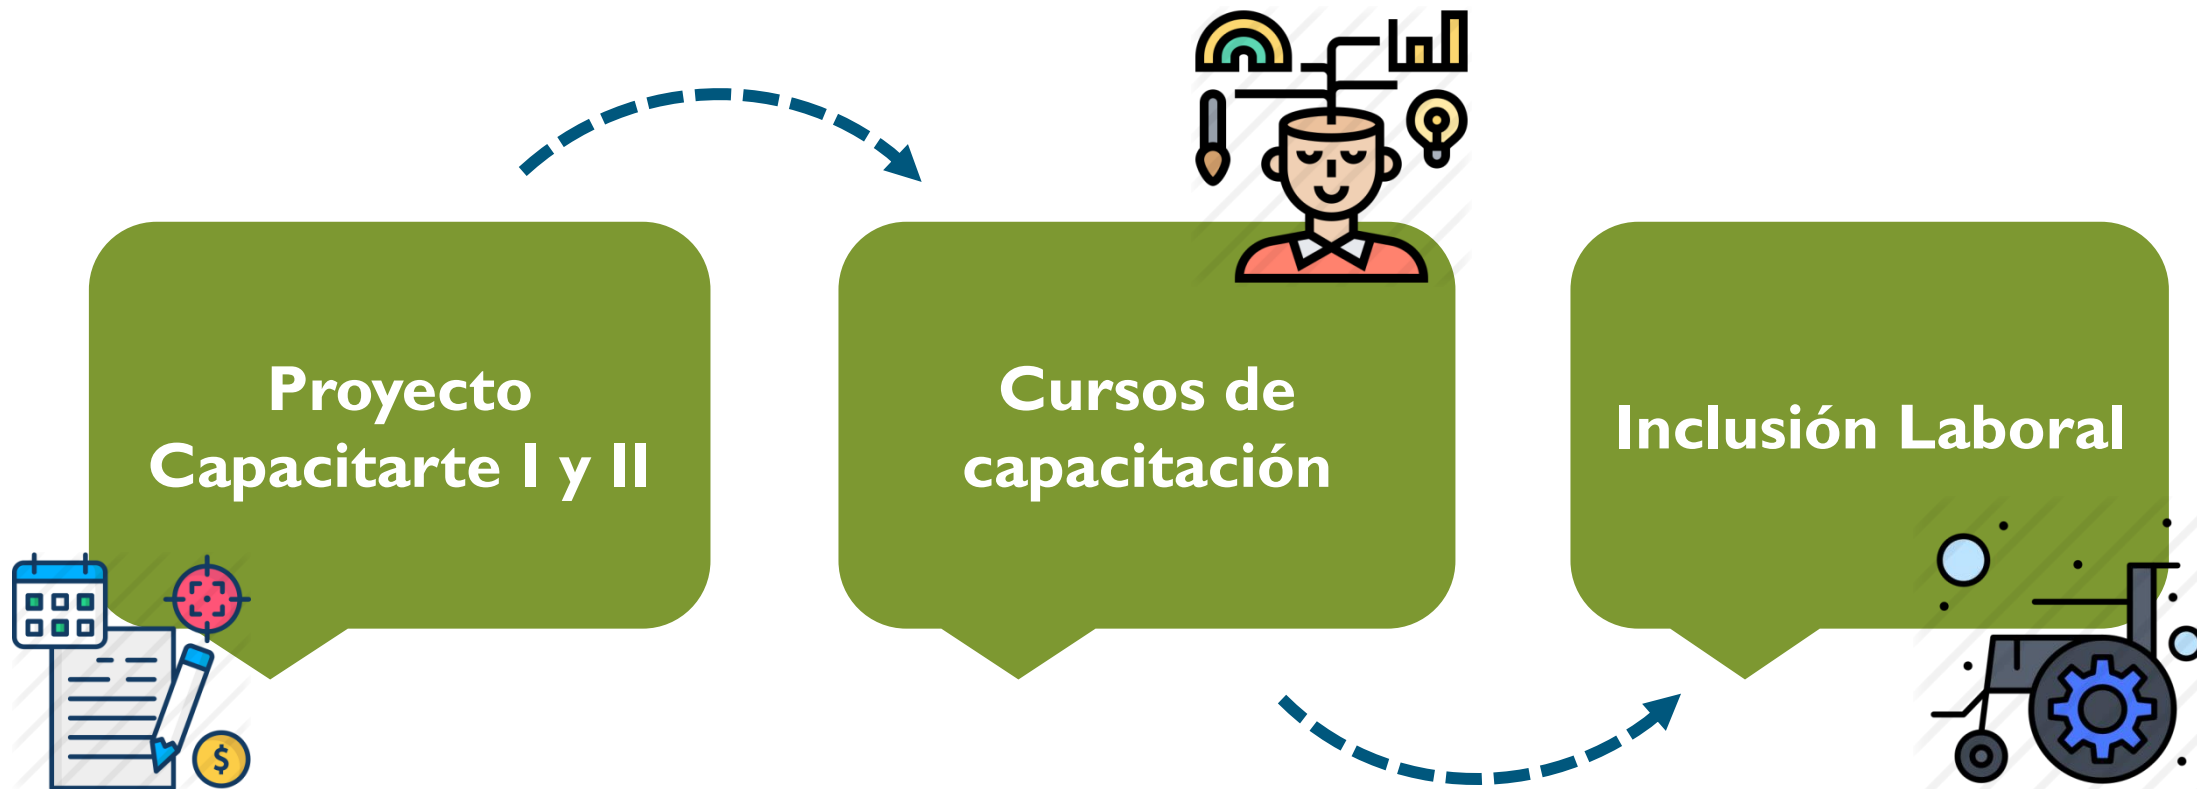 Proyecto
Capacitarte I y II
Cursos de
capacitación
Inclusión Laboral
$